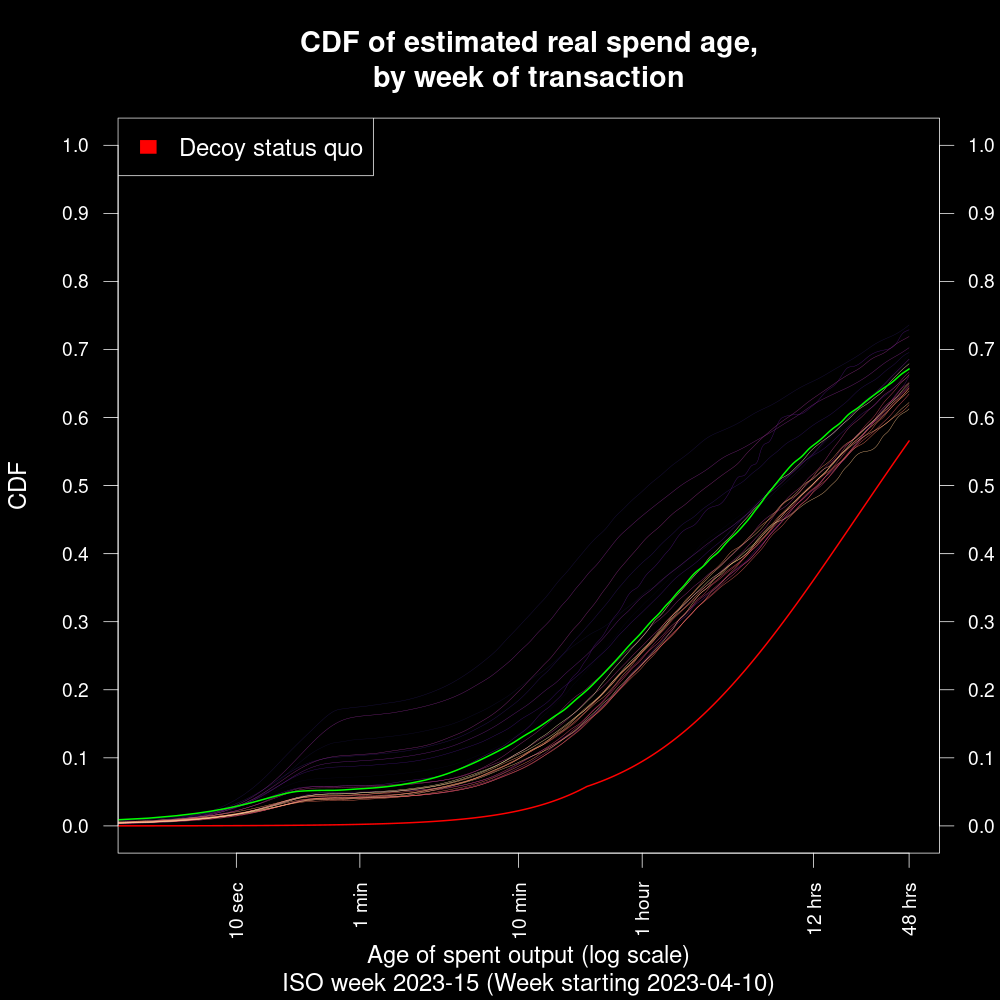 CDF of estimated real spend age,
by week of transaction
Decoy status quo
CDF
1.0
0.9
0.8
0.7
0.6
0.5
0.4
0.3
0.2
0.1
0.0
1.0
0.9
0.8
0.7
0.6
0.5
0.4
0.3
0.2
0.1
0.0
10 sec
1 min
10 min
1 hour
12 hrs
48 hrs
Age of spent output (log scale)
ISO week 2023-15 (Week starting 2023-04-10)